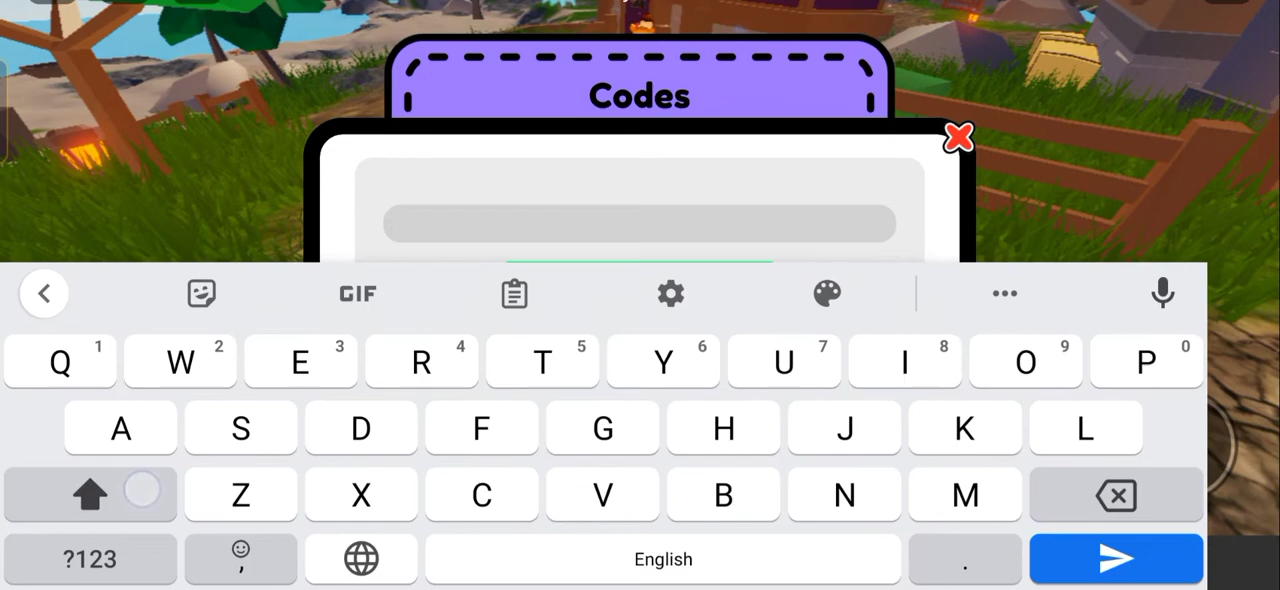 Codes
GIF
Q 1 W 2 E 3 R 4 T 5 Y 6 U 7 I 8 O 9 P 0
A S D F G H J K L
Z X C V B N M
?123 , English .